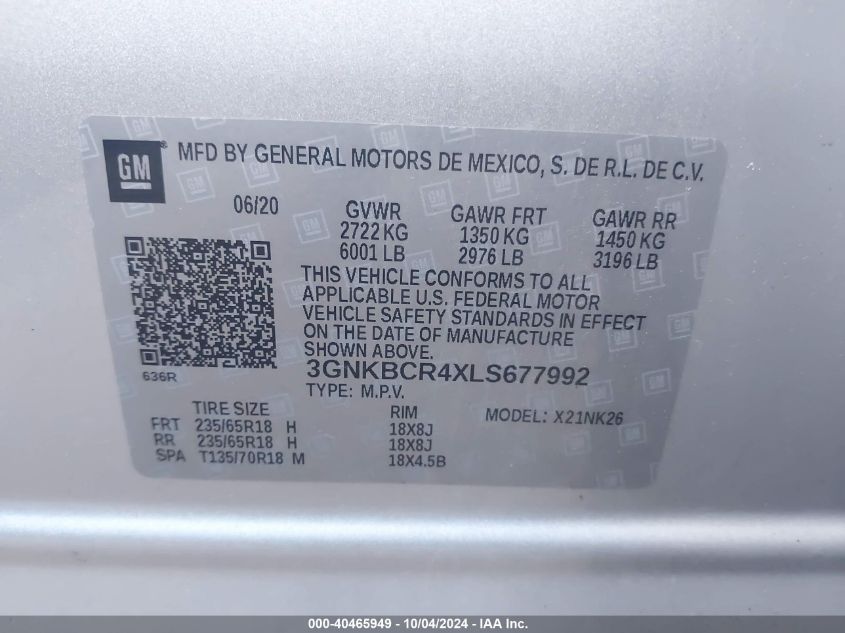 GM ® MFD BY GENERAL MOTORS DE MEXICO, S. DE R.L. DE C.V.
06/20 GVWR GAWR FRT GAWR RR
2722 KG 1350 KG 1450 KG
6001 LB 2976 LB 3196 LB
THIS VEHICLE CONFORMS TO ALL
APPLICABLE U.S. FEDERAL MOTOR
VEHICLE SAFETY STANDARDS IN EFFECT
ON THE DATE OF MANUFACTURE
SHOWN ABOVE.
636R 3GNKBCR4XLS677992
TYPE: M.P.V.
TIRE SIZE RIM MODEL: X21NK26
FRT 235/65R18 H 18X8J
RR 235/65R18 H 18X8J
SPA T135/70R18 M 18X4.5B
000-40465949 - 10/04/2024 - IAA Holdings, LLC.